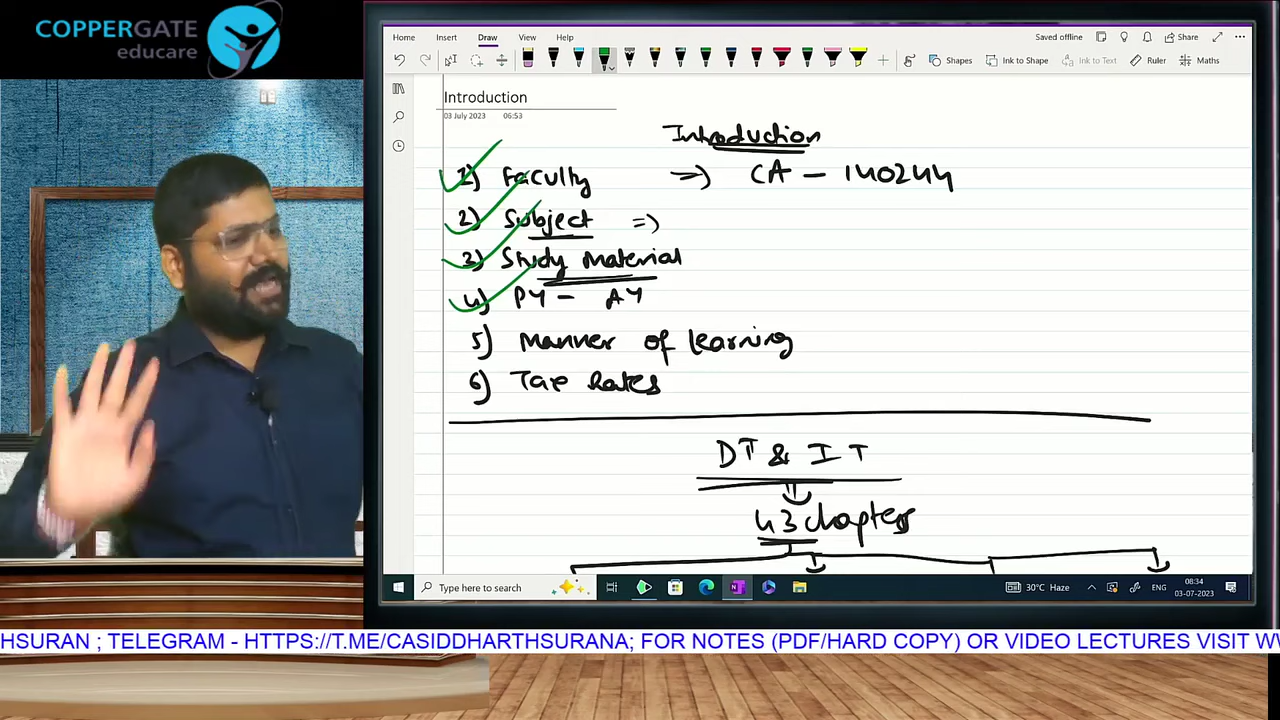 COPPERGATE
educare
Home Insert Draw View Help
Saved offline Share
Shapes Ink to Shape Ink to Text Ruler Maths
Introduction
03 July 2023 06:53
Introduction
1) Faculty => CA - 140244
2) Subject =>
3) Study Material
4) PY - AY
5) Manner of learning
6) Tax Rates
DT & IT
43 chapters
Type here to search
30°C Haze
ENG
08:34
03-07-2023
HSURAN ; TELEGRAM - HTTPS://T.ME/CASIDDHARTHSURANA; FOR NOTES (PDF/HARD COPY) OR VIDEO LECTURES VISIT WW